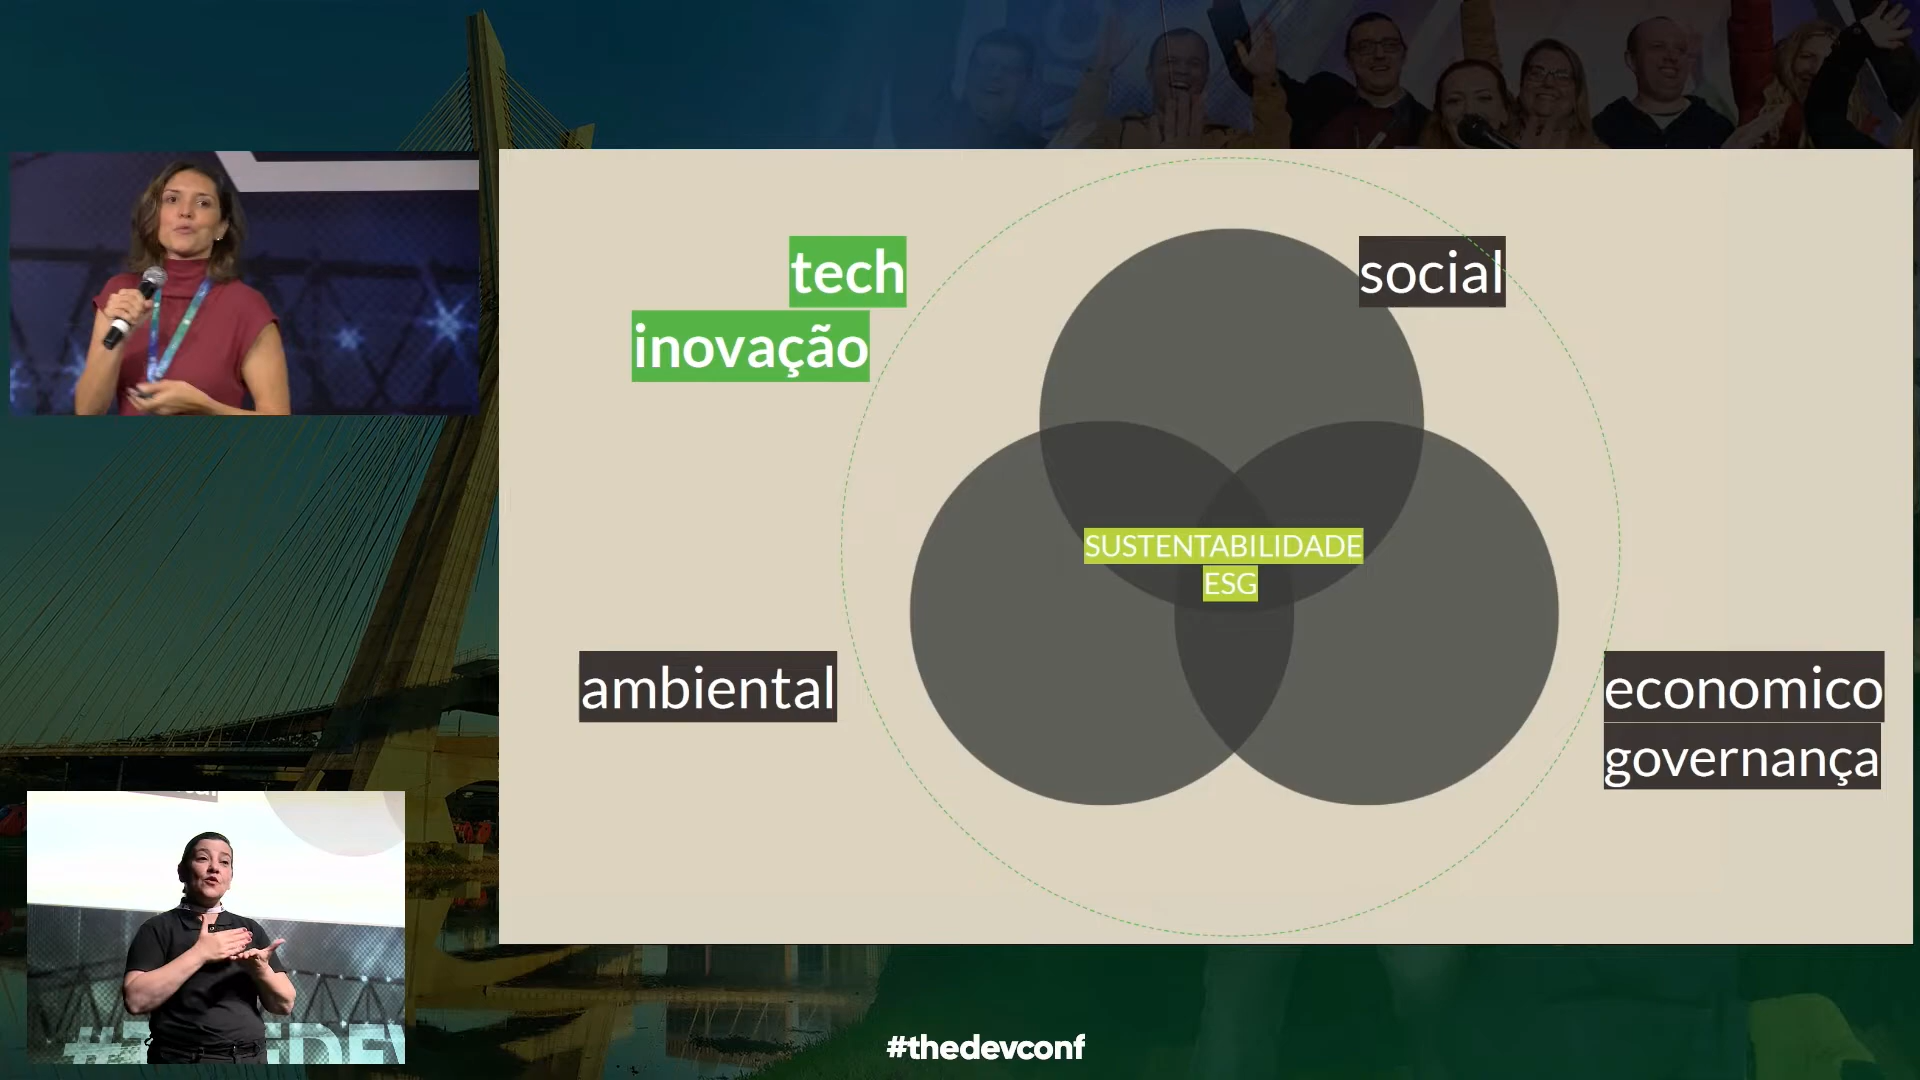 tech
inovação
social
SUSTENTABILIDADE
ESG
ambiental
economico
governança
#thedevconf